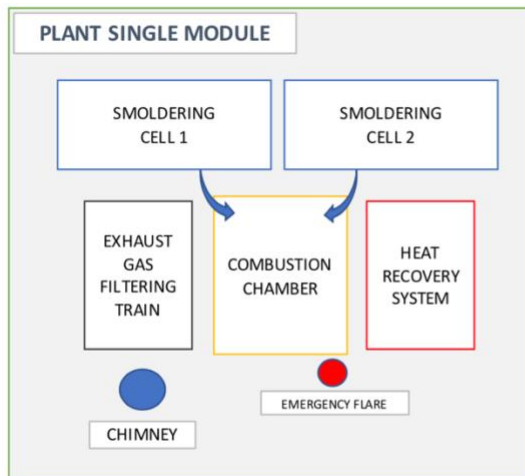 PLANT SINGLE MODULE
SMOLDERING
CELL 1
SMOLDERING
CELL 2
EXHAUST
GAS
FILTERING
TRAIN
COMBUSTION
CHAMBER
HEAT
RECOVERY
SYSTEM
CHIMNEY
EMERGENCY FLARE